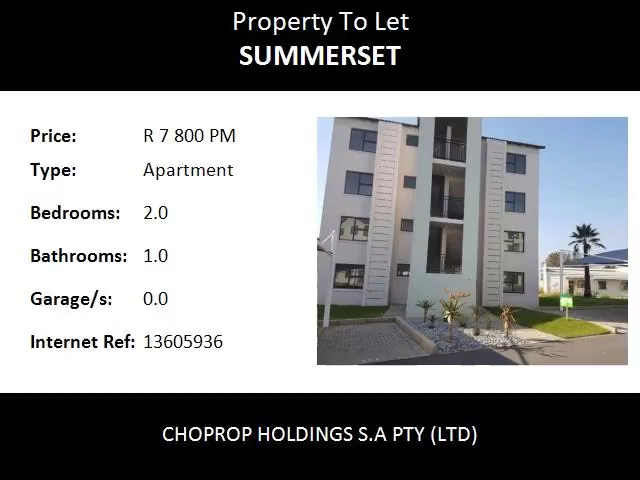 Property To Let
SUMMERSET
Price: R 7 800 PM
Type: Apartment
Bedrooms: 2.0
Bathrooms: 1.0
Garage/s: 0.0
Internet Ref: 13605936
CHOPROP HOLDINGS S.A PTY (LTD)